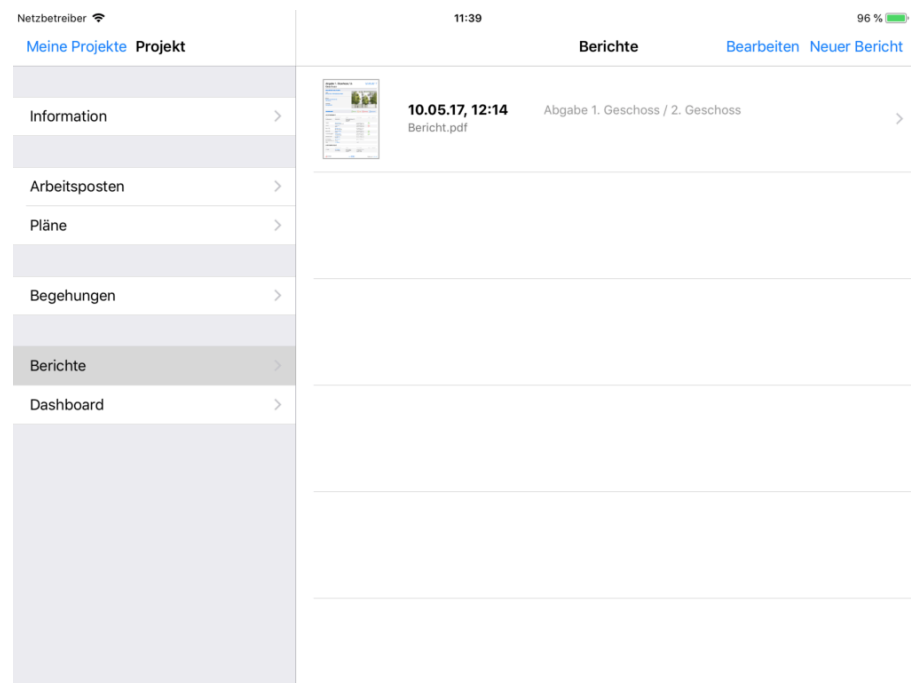 Netzbetreiber 11:39 96 %
Meine Projekte Projekt
Berichte Bearbeiten Neuer Bericht
Information
Arbeitsposten
Pläne
Begehungen
Berichte
Dashboard
10.05.17, 12:14 Abgabe 1. Geschoss / 2. Geschoss
Bericht.pdf